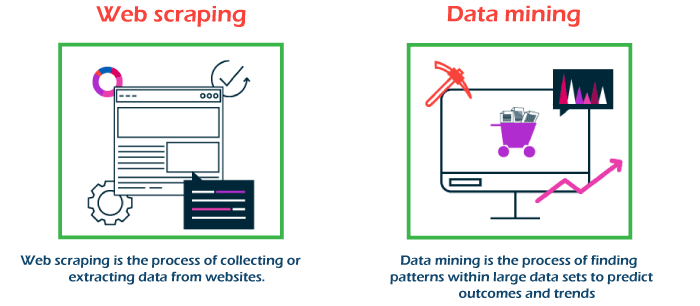 Web scraping
Data mining
Web scraping is the process of collecting or
extracting data from websites.
Data mining is the process of finding
patterns within large data sets to predict
outcomes and trends